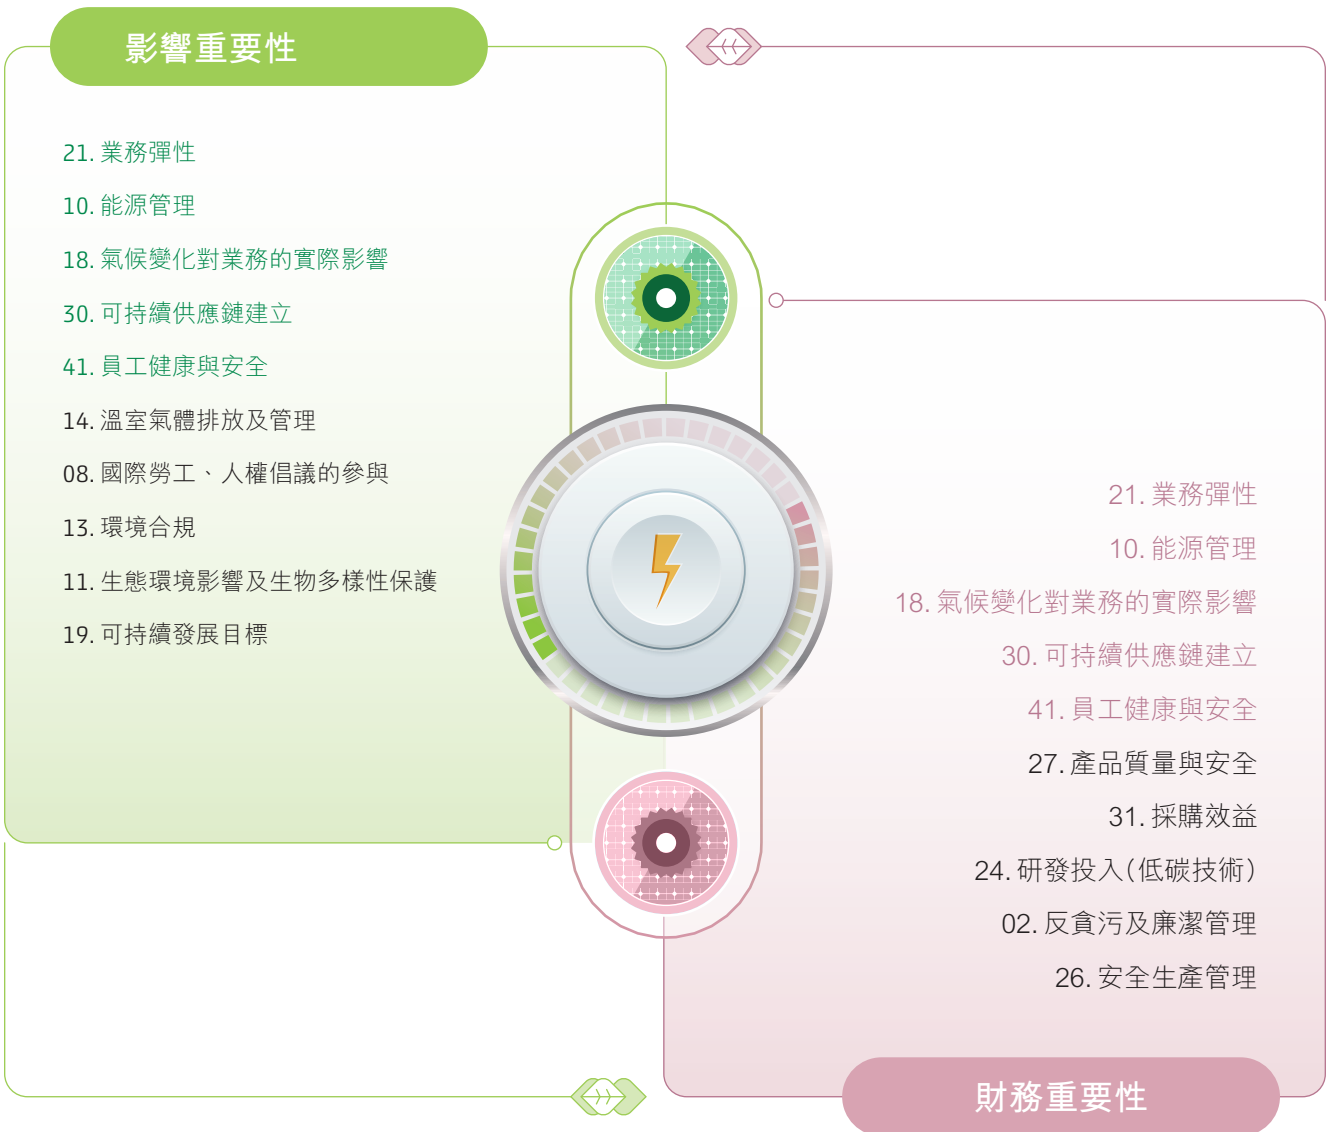 影響重要性
21. 業務彈性
10. 能源管理
18. 氣候變化對業務的實際影響
30. 可持續供應鏈建立
41. 員工健康與安全
14. 溫室氣體排放及管理
08. 國際勞工、人權倡議的參與
13. 環境合規
11. 生態環境影響及生物多樣性保護
19. 可持續發展目標
21. 業務彈性
10. 能源管理
18. 氣候變化對業務的實際影響
30. 可持續供應鏈建立
41. 員工健康與安全
27. 產品質量與安全
31. 採購效益
24. 研發投入(低碳技術)
02. 反貪污及廉潔管理
26. 安全生產管理
財務重要性